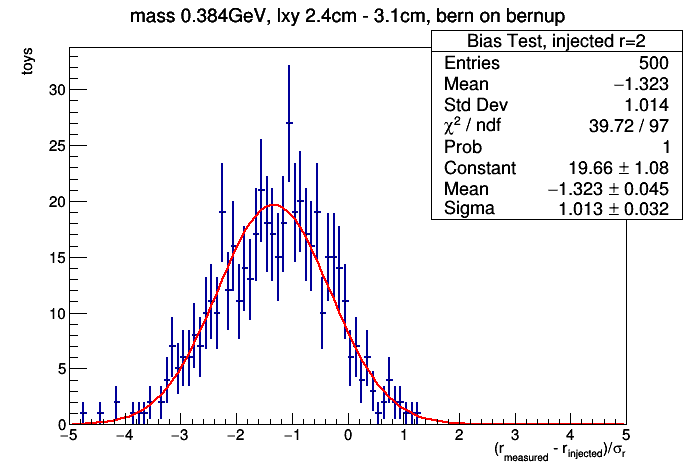 mass 0.384GeV, lxy 2.4cm - 3.1cm, bern on bernup
Bias Test, injected r=2
Entries 500
Mean −1.323
Std Dev 1.014
χ² / ndf 39.72 / 97
Prob 1
Constant 19.66 ± 1.08
Mean −1.323 ± 0.045
Sigma 1.013 ± 0.032
toys
30
25
20
15
10
5
0
−5 −4 −3 −2 −1 0 1 2 3 4 5
(r_measured - r_injected)/σ_r